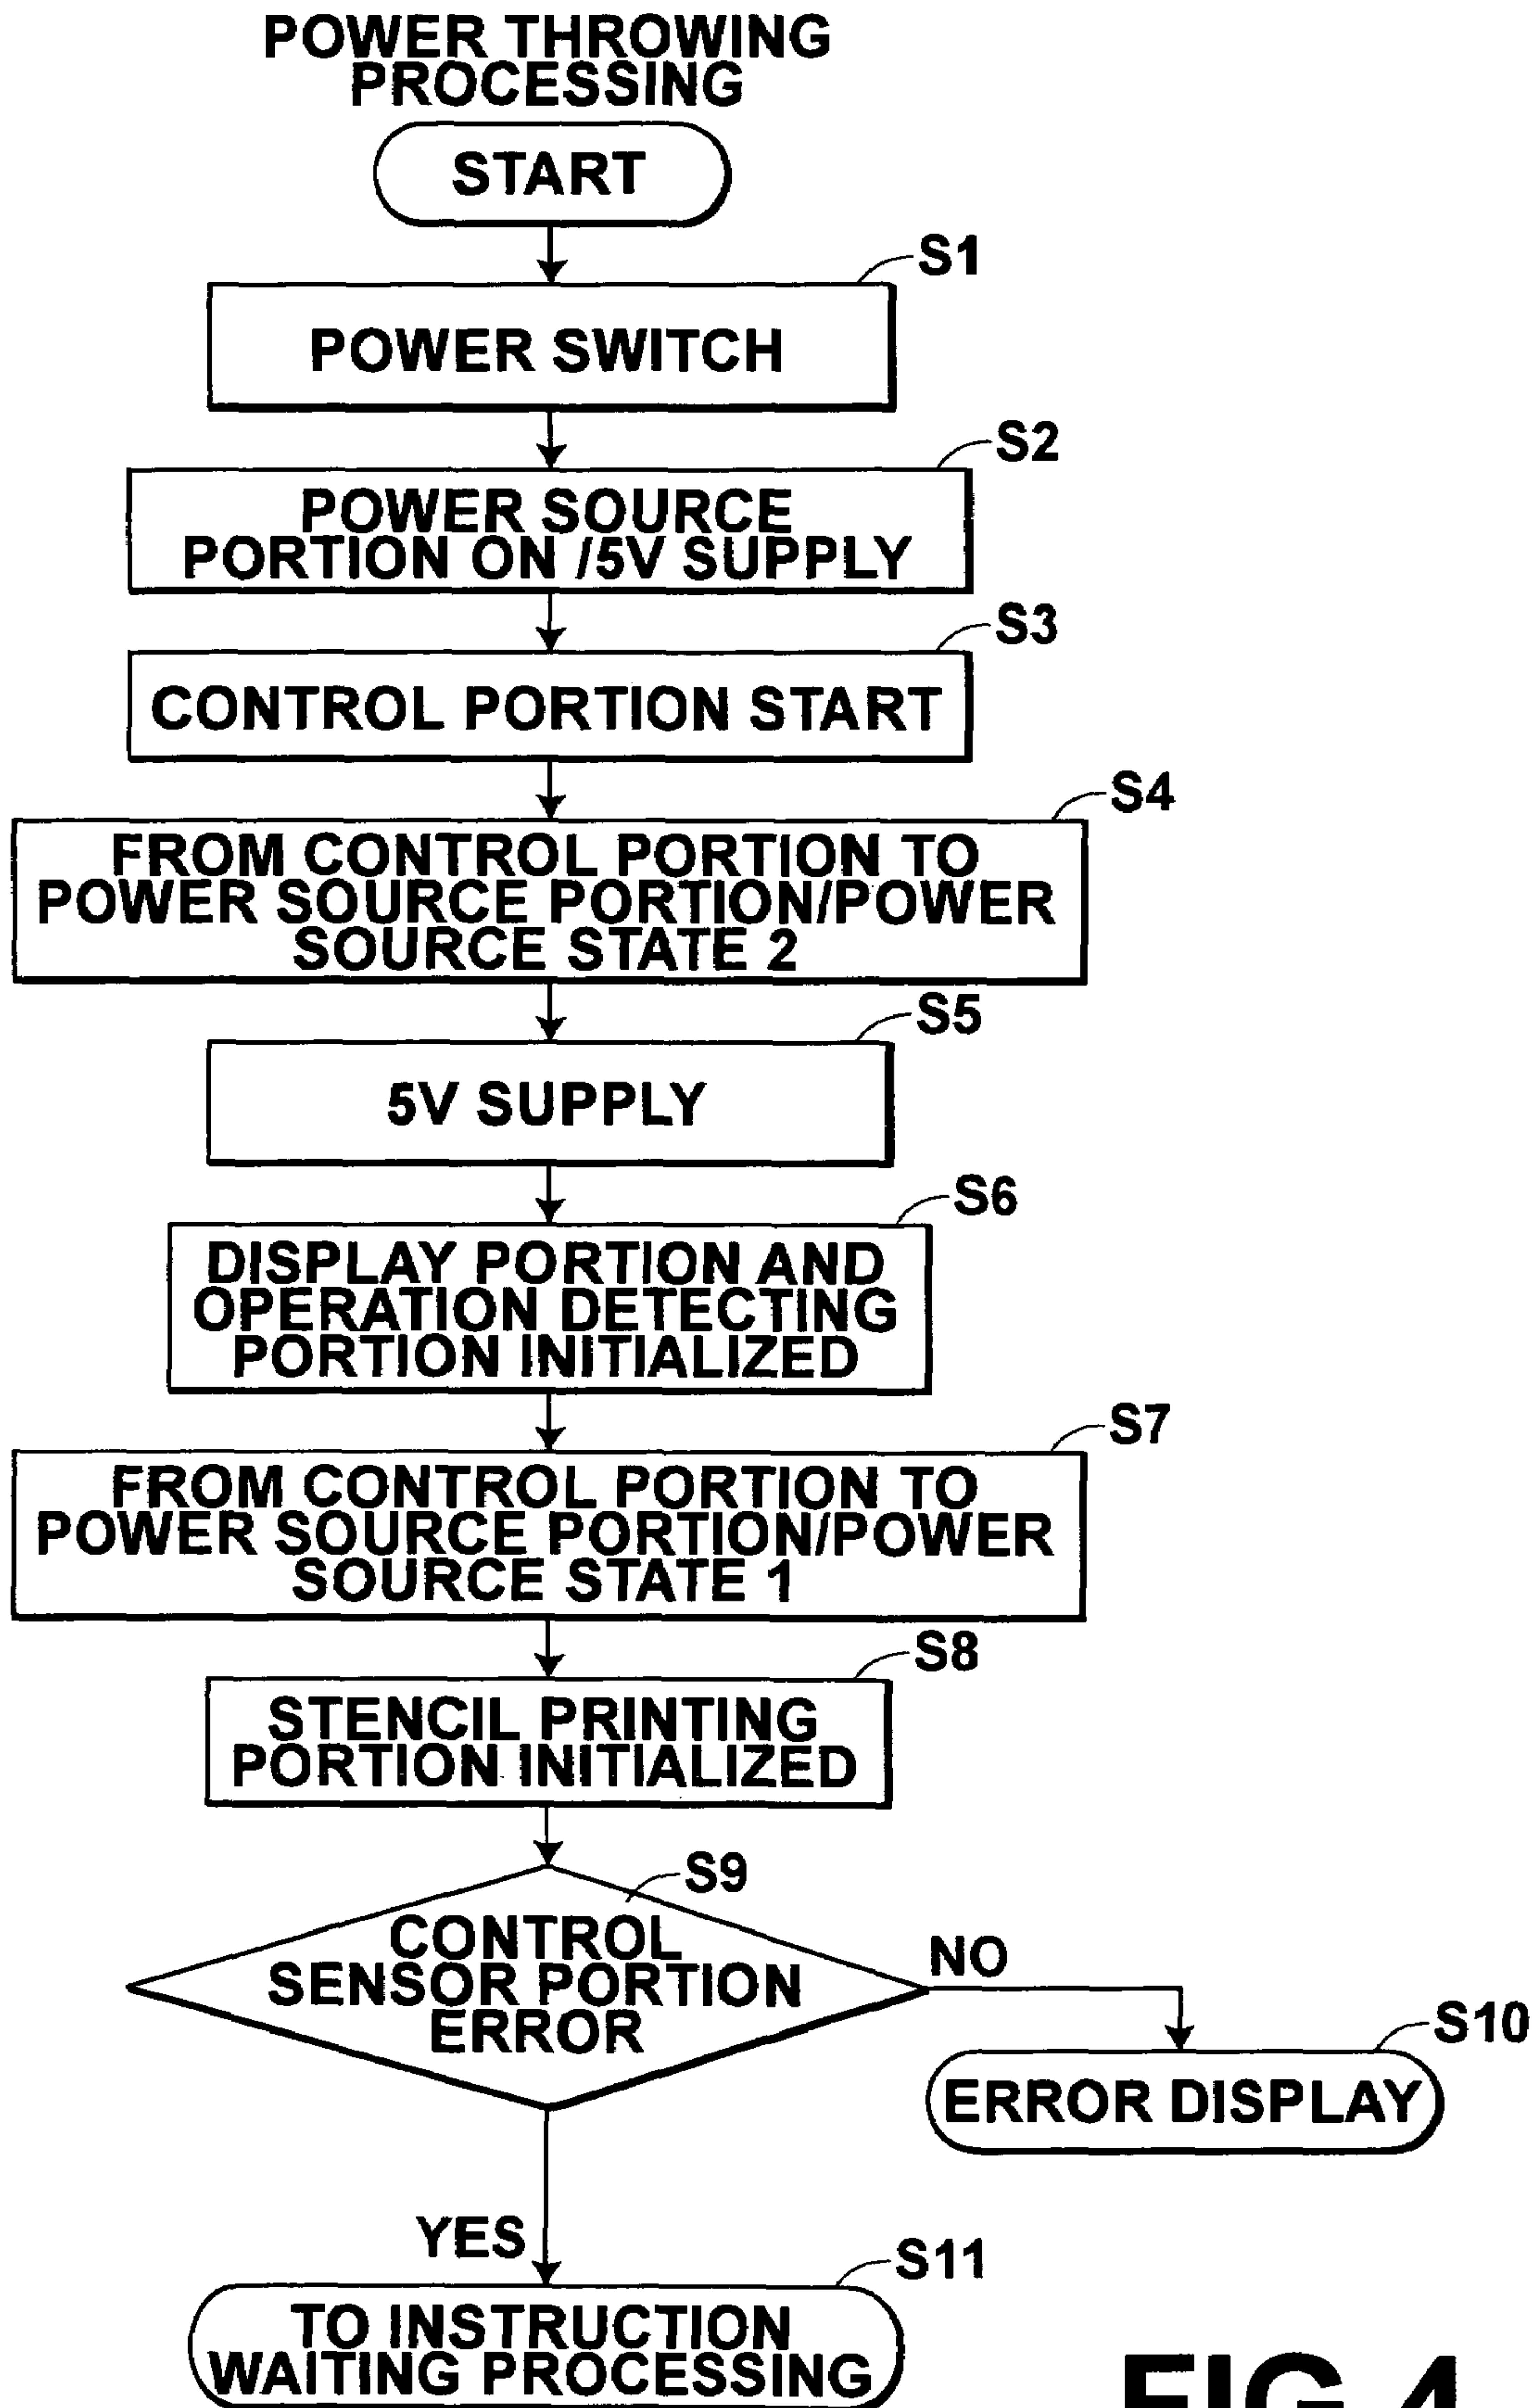 POWER THROWING
PROCESSING
START
S1
POWER SWITCH
S2
POWER SOURCE
PORTION ON /5V SUPPLY
S3
CONTROL PORTION START
S4
FROM CONTROL PORTION TO
POWER SOURCE PORTION/POWER
SOURCE STATE 2
S5
5V SUPPLY
S6
DISPLAY PORTION AND
OPERATION DETECTING
PORTION INITIALIZED
S7
FROM CONTROL PORTION TO
POWER SOURCE PORTION/POWER
SOURCE STATE 1
S8
STENCIL PRINTING
PORTION INITIALIZED
S9
CONTROL
SENSOR PORTION
ERROR
NO
S10
ERROR DISPLAY
YES
S11
TO INSTRUCTION
WAITING PROCESSING
FIG.4